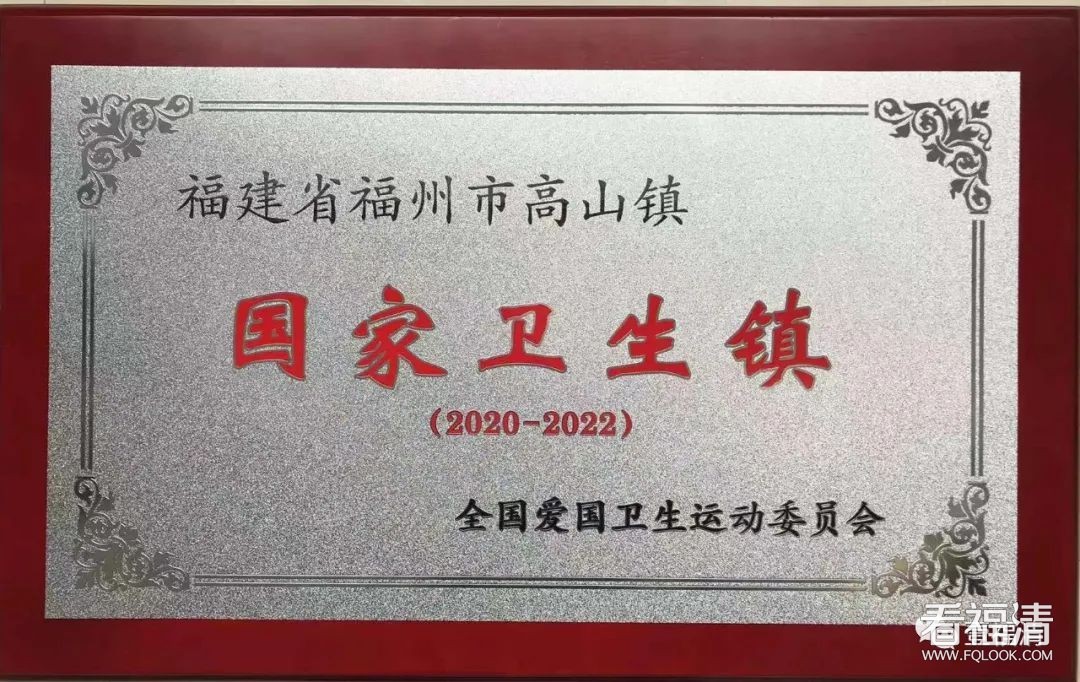 福建省福州市高山镇
国家卫生镇
(2020-2022)
全国爱国卫生运动委员会
看福清
WWW.FQLOOK.COM